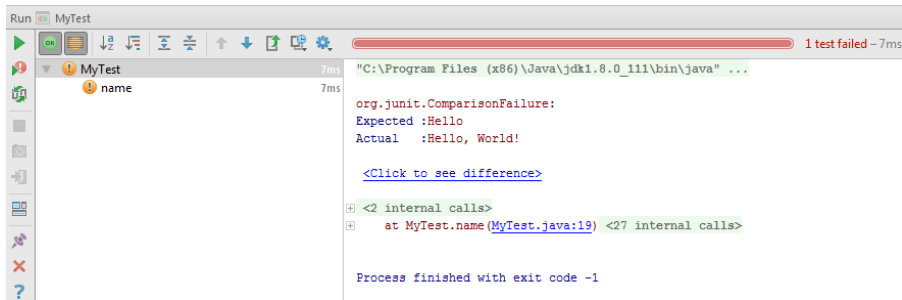 Run MyTest
OK
1 test failed – 7ms
MyTest 7ms
name 7ms
"C:\Program Files (x86)\Java\jdk1.8.0_111\bin\java" ...
org.junit.ComparisonFailure:
Expected :Hello
Actual   :Hello, World!
<Click to see difference>
<2 internal calls>
at MyTest.name(MyTest.java:19) <27 internal calls>
Process finished with exit code -1